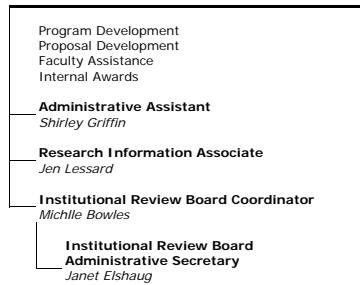 Program Development
Proposal Development
Faculty Assistance
Internal Awards
Administrative Assistant
Shirley Griffin
Research Information Associate
Jen Lessard
Institutional Review Board Coordinator
Michlle Bowles
Institutional Review Board
Administrative Secretary
Janet Elshaug